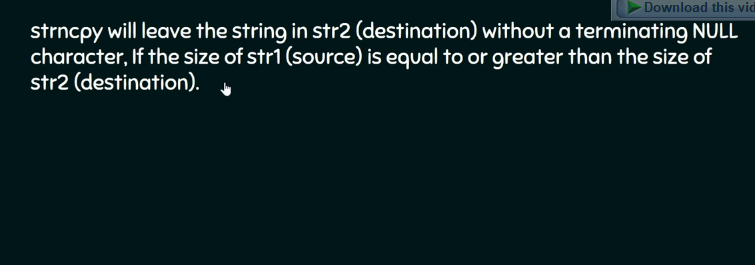 Download this vid
strncpy will leave the string in str2 (destination) without a terminating NULL
character, If the size of str1 (source) is equal to or greater than the size of
str2 (destination).